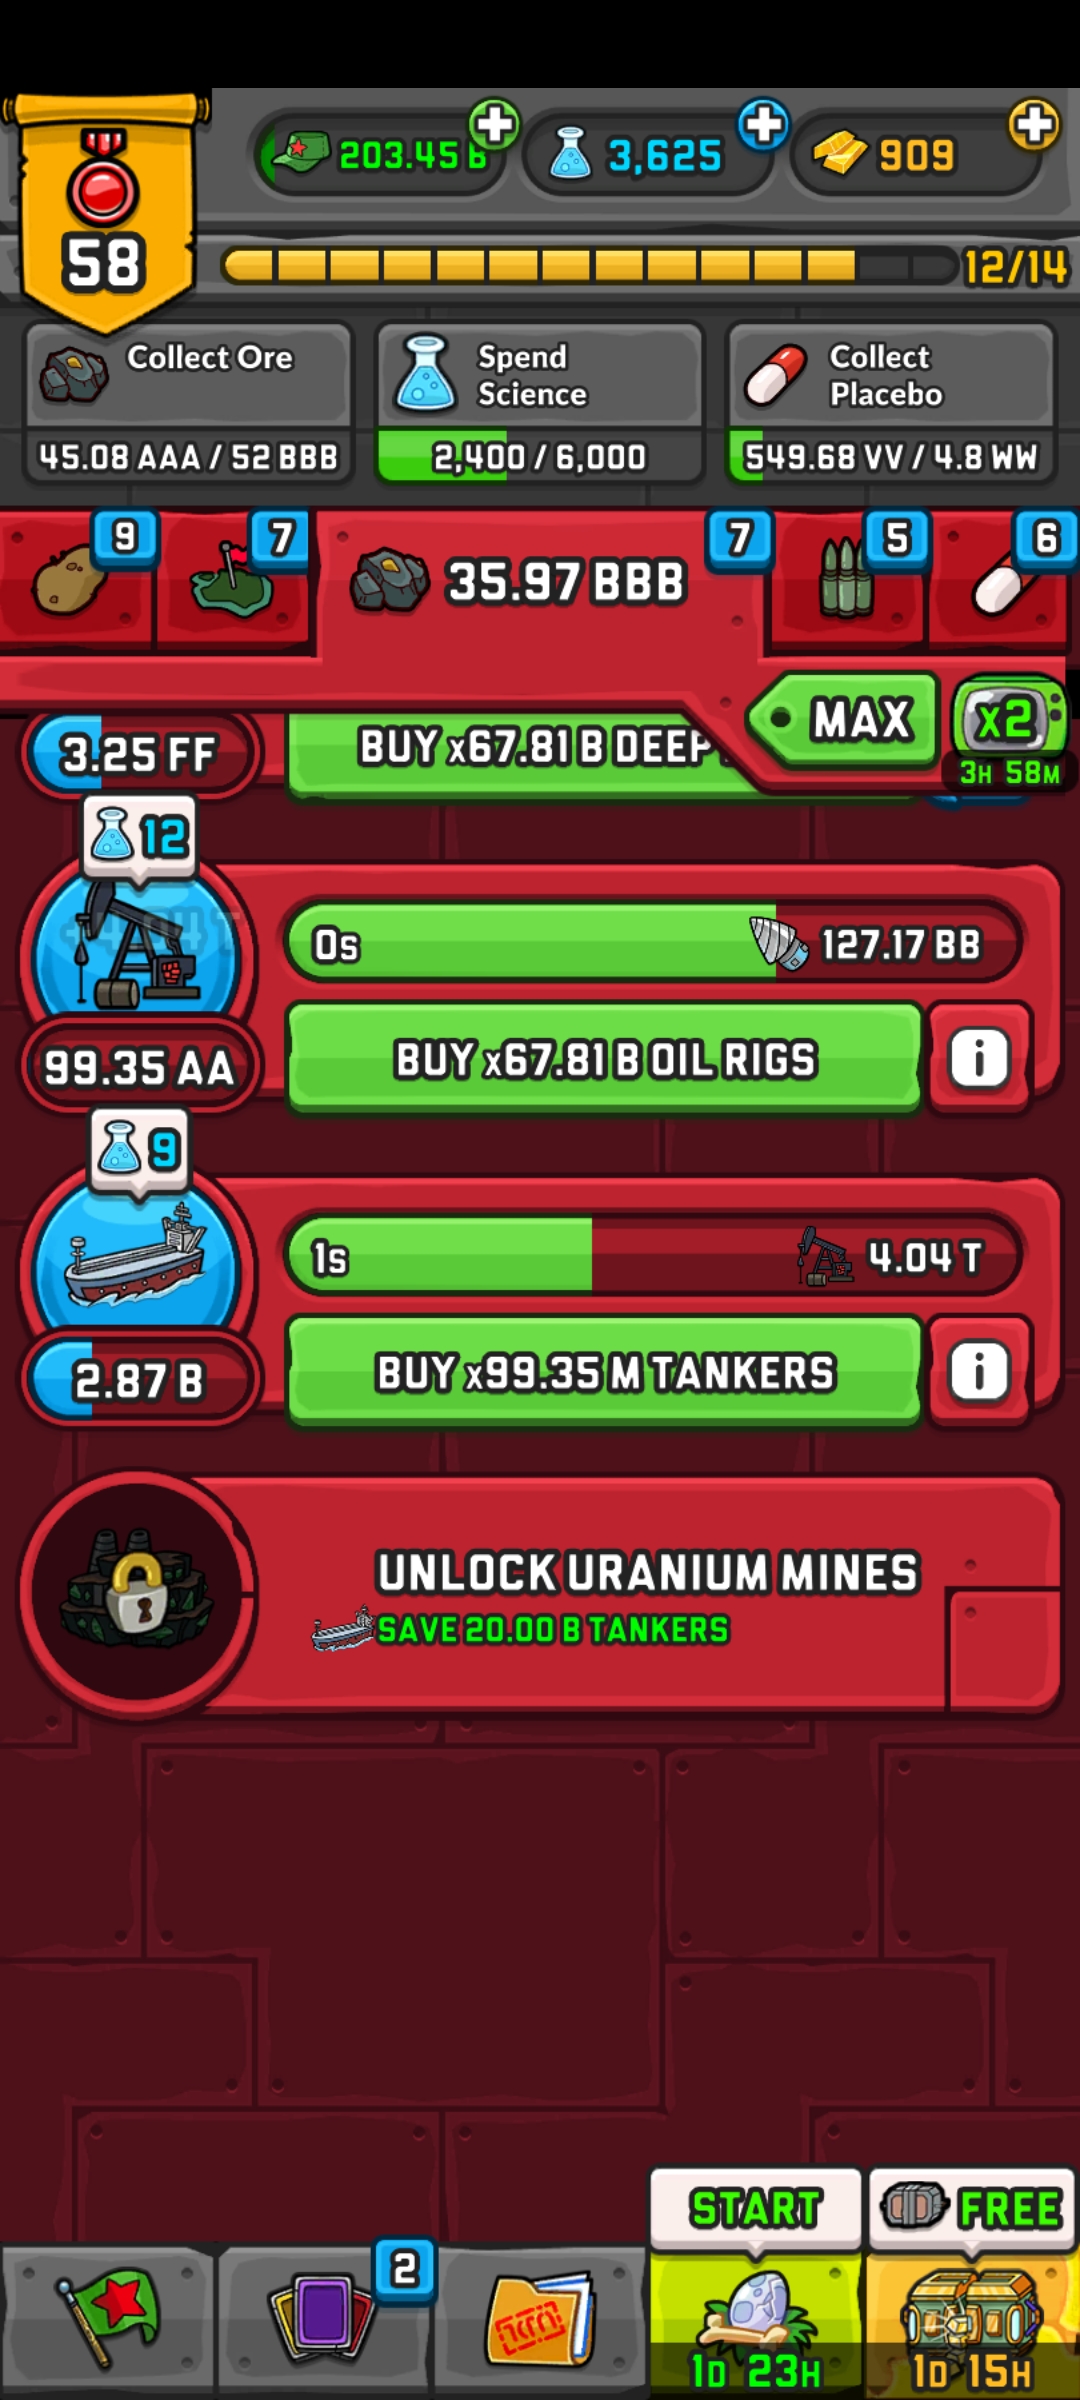 203.45 B
3,625
909
58
12/14
Collect Ore
45.08 AAA / 52 BBB
Spend
Science
2,400 / 6,000
Collect
Placebo
549.68 VV / 4.8 WW
9
7
35.97 BBB
7
5
6
MAX
x2
3H 58M
3.25 FF
BUY x67.81 B DEEP
12
0s
127.17 BB
99.35 AA
BUY x67.81 B OIL RIGS
i
9
1s
4.04 T
2.87 B
BUY x99.35 M TANKERS
i
UNLOCK URANIUM MINES
SAVE 20.00 B TANKERS
START
FREE
2
1D 23H
1D 15H